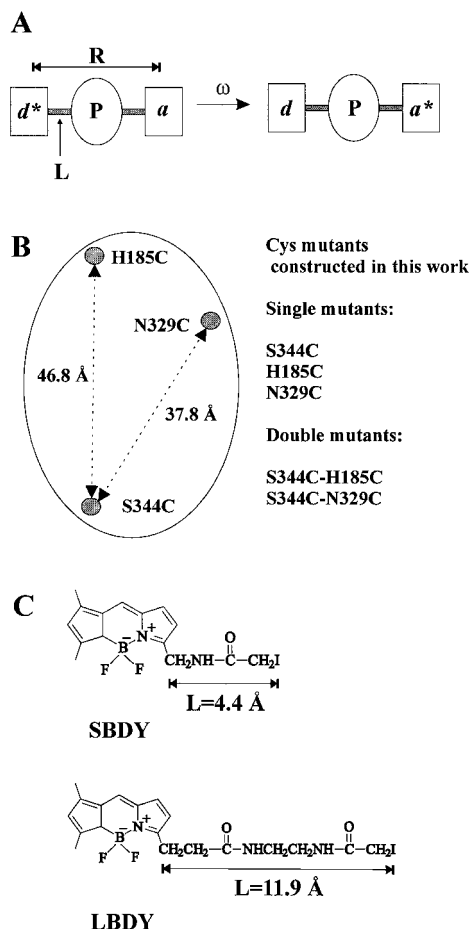 A
R
d* P a ω d P a*
L
B
H185C
N329C
46.8 Å
37.8 Å
S344C
Cys mutants
constructed in this work
Single mutants:
S344C
H185C
N329C
Double mutants:
S344C-H185C
S344C-N329C
C
B− N+
F F
CH2NH—C—CH2I
O
L=4.4 Å
SBDY
B− N+
F F
CH2CH2—C—NHCH2CH2NH—C—CH2I
O O
L=11.9 Å
LBDY